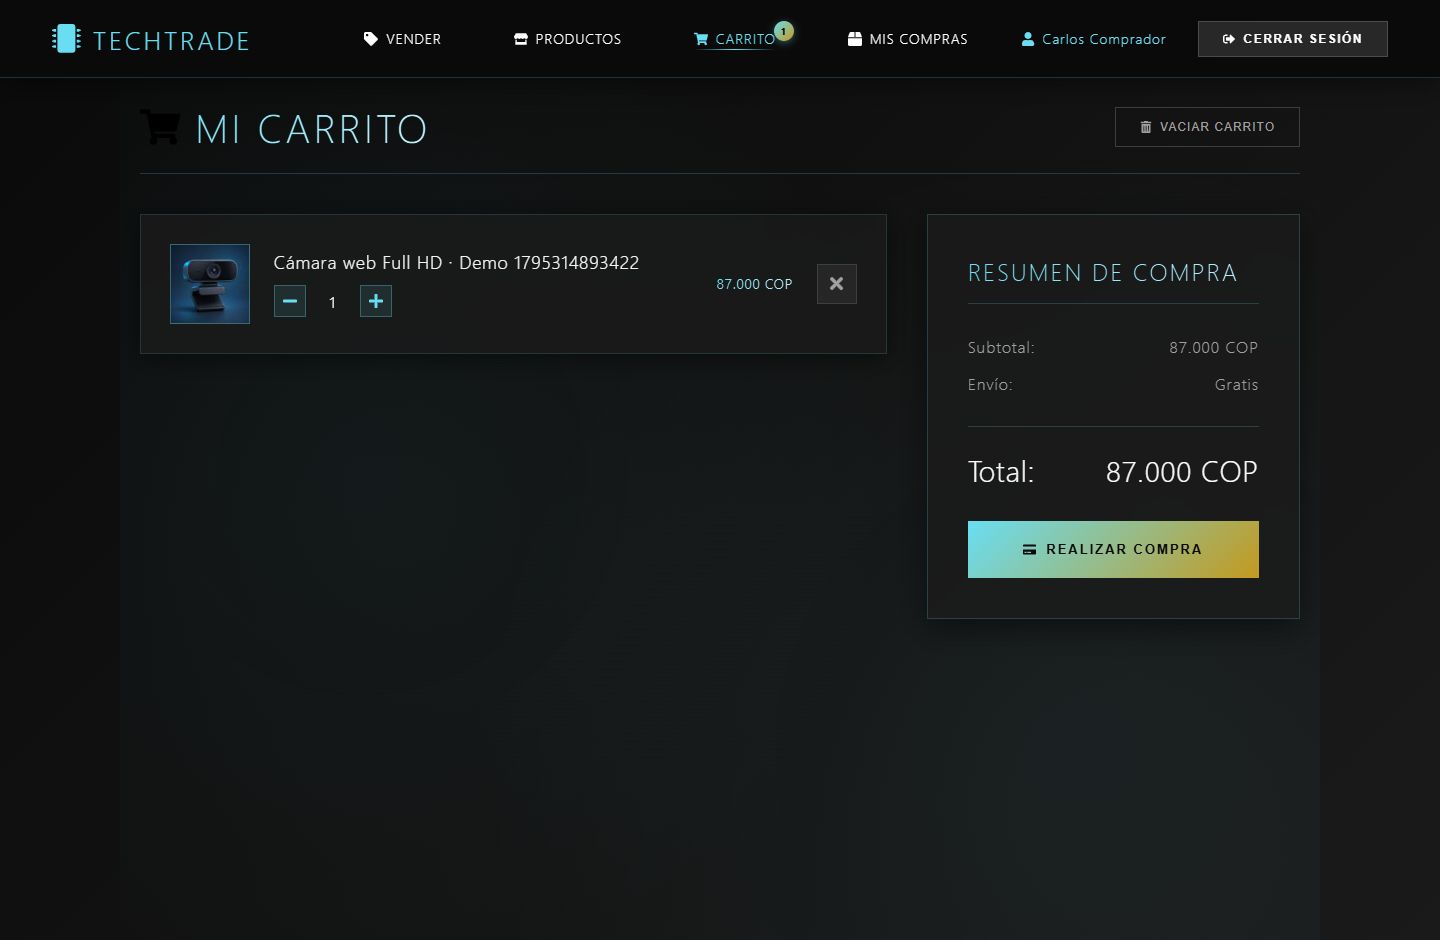 TECHTRADE
VENDER
PRODUCTOS
CARRITO
1
MIS COMPRAS
Carlos Comprador
CERRAR SESIÓN
MI CARRITO
VACIAR CARRITO
Cámara web Full HD · Demo 1795314893422
1
87.000 COP
RESUMEN DE COMPRA
Subtotal: 87.000 COP
Envío: Gratis
Total: 87.000 COP
REALIZAR COMPRA